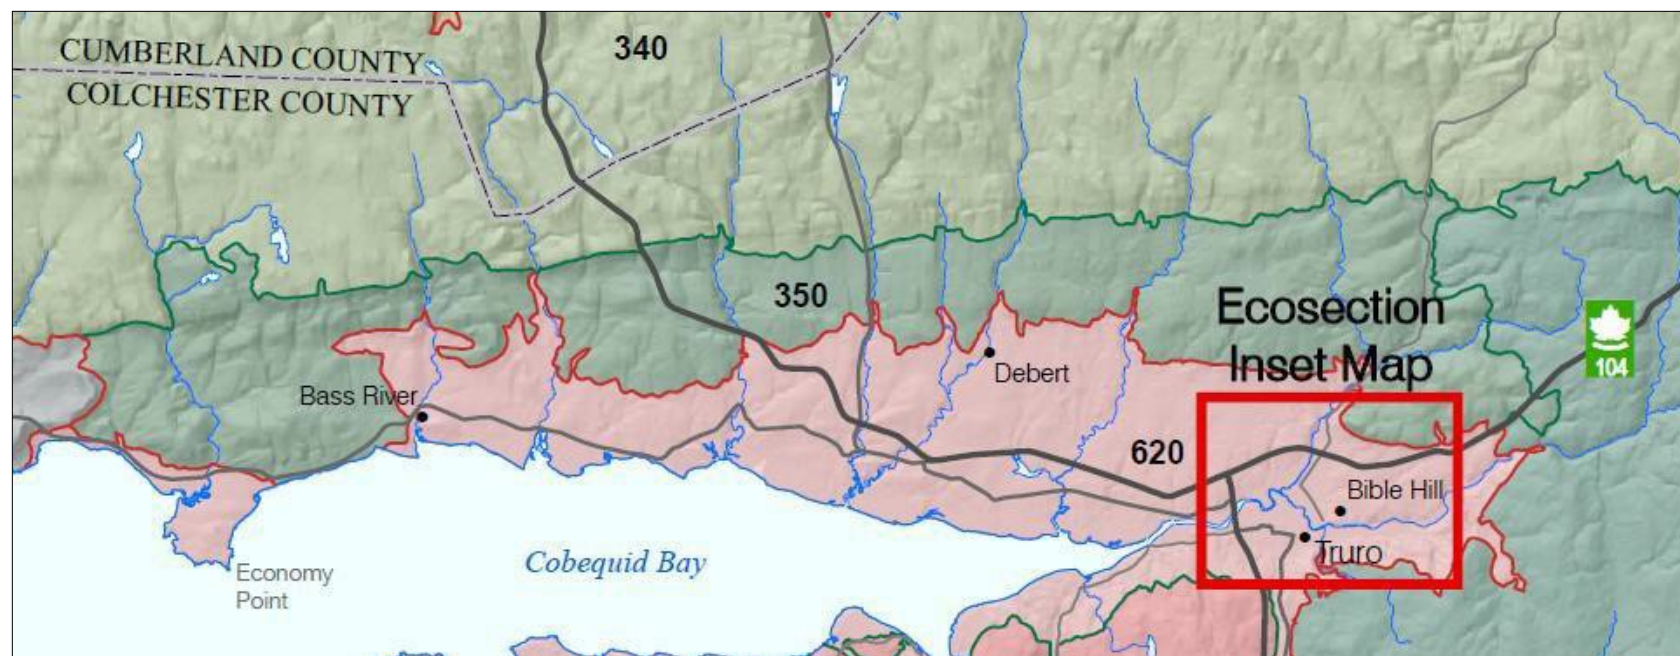 CUMBERLAND COUNTY
COLCHESTER COUNTY
340
350
Ecosection
Inset Map
104
Debert
Bass River
620
Bible Hill
Truro
Cobequid Bay
Economy
Point